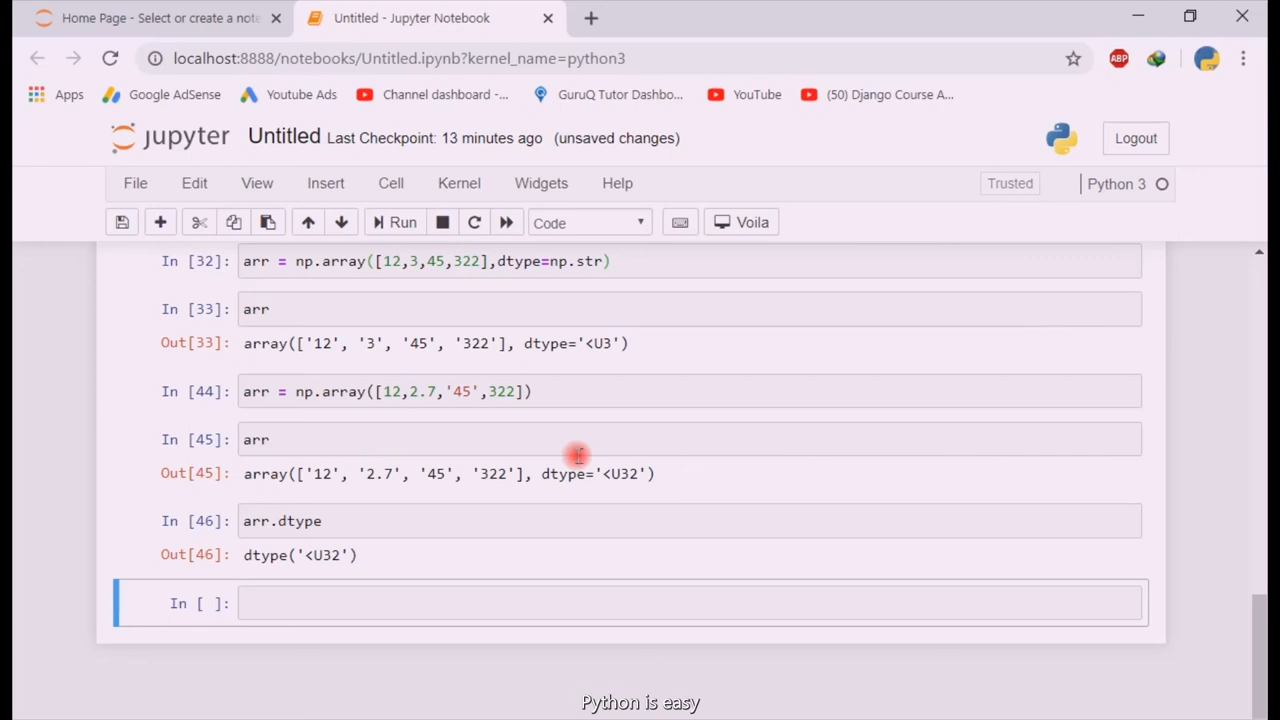 Home Page - Select or create a note
Untitled - Jupyter Notebook
localhost:8888/notebooks/Untitled.ipynb?kernel_name=python3
ABP
Apps
Google AdSense
Youtube Ads
Channel dashboard -...
GuruQ Tutor Dashbo...
YouTube
(50) Django Course A...
jupyter Untitled Last Checkpoint: 13 minutes ago (unsaved changes)
Logout
File Edit View Insert Cell Kernel Widgets Help
Trusted
Python 3
Run
Code
Voila
In [32]: arr = np.array([12,3,45,322],dtype=np.str)
In [33]: arr
Out[33]: array(['12', '3', '45', '322'], dtype='<U3')
In [44]: arr = np.array([12,2.7,'45',322])
In [45]: arr
Out[45]: array(['12', '2.7', '45', '322'], dtype='<U32')
In [46]: arr.dtype
Out[46]: dtype('<U32')
In [ ]:
Python is easy